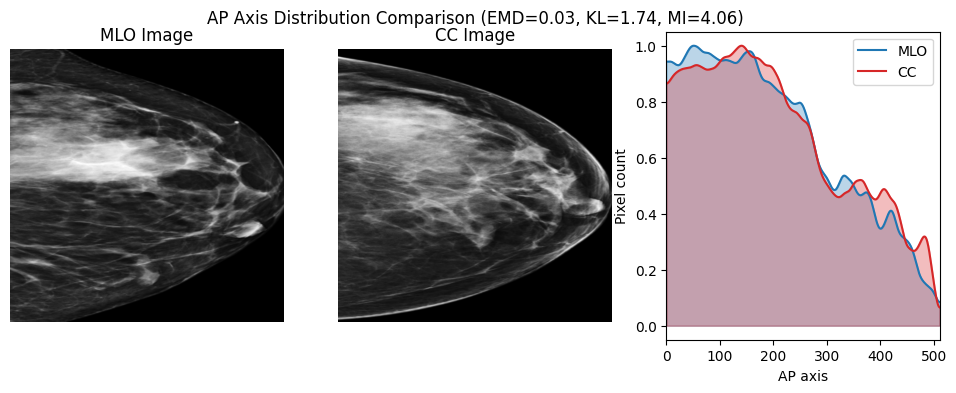 AP Axis Distribution Comparison (EMD=0.03, KL=1.74, MI=4.06)
MLO Image
CC Image
MLO
CC
1.0
0.8
0.6
0.4
0.2
0.0
Pixel count
0 100 200 300 400 500
AP axis